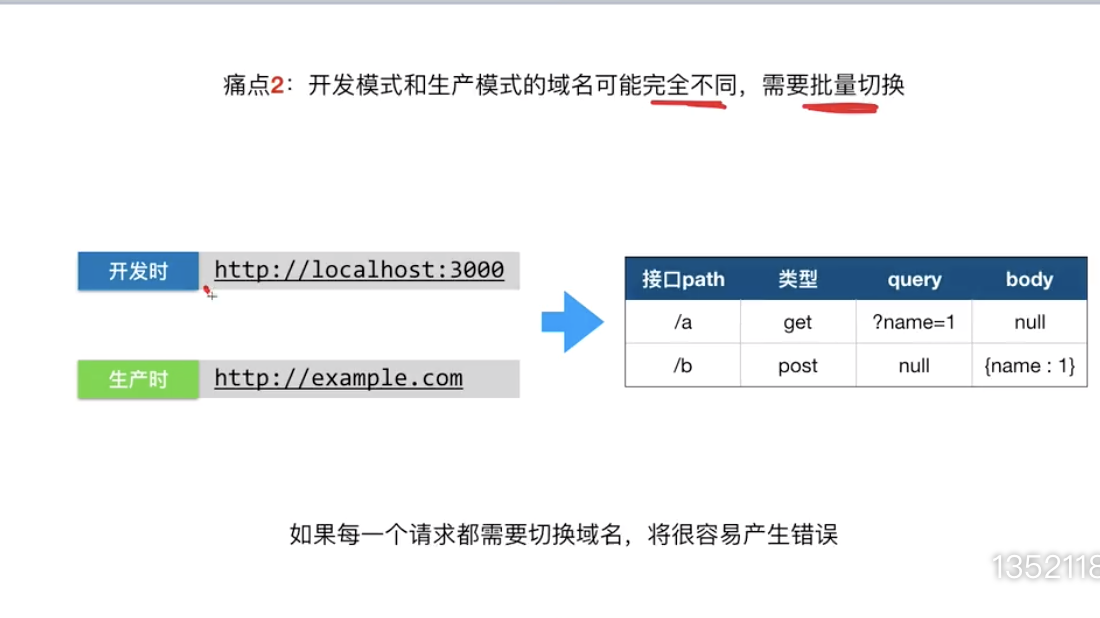 痛点2：开发模式和生产模式的域名可能完全不同，需要批量切换
开发时 http://localhost:3000
生产时 http://example.com
接口path 类型 query body
/a get ?name=1 null
/b post null {name : 1}
如果每一个请求都需要切换域名，将很容易产生错误
1352118